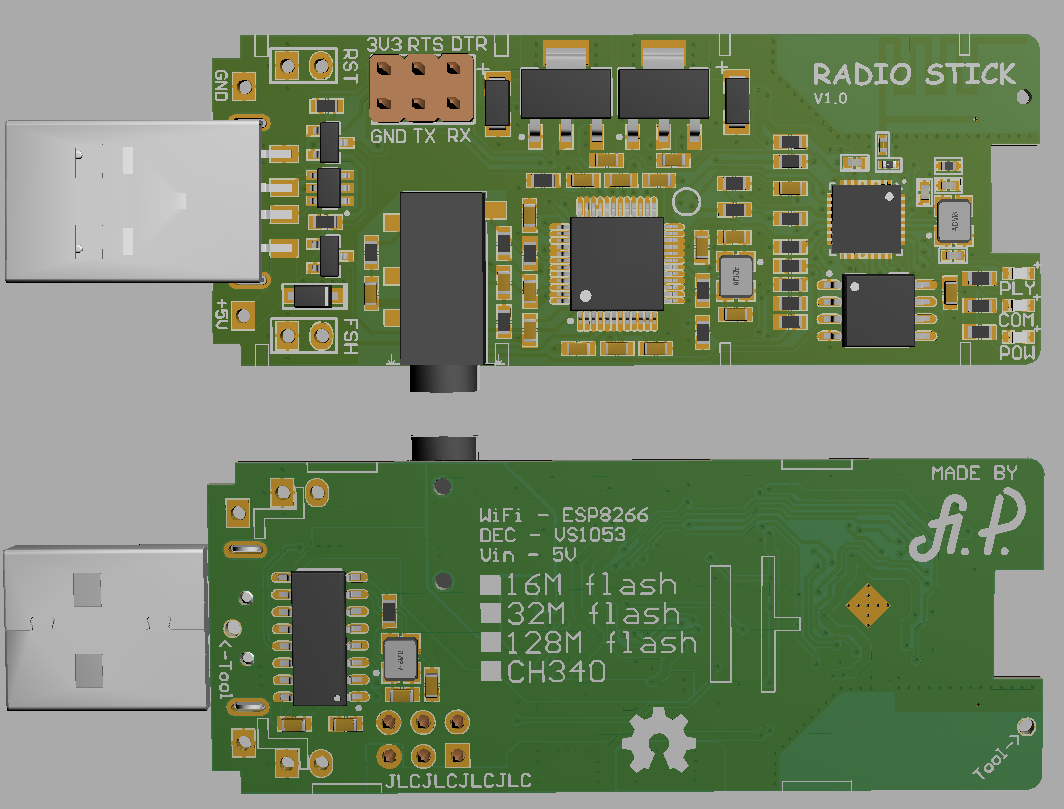 3V3 RTS DTR
RST
GND
GND TX RX
RADIO STICK
V1.0
+5V
FSH
PLY
COM
POW
MADE BY
fi.P.
WiFi - ESP8266
DEC - VS1053
Vin - 5V
16M flash
32M flash
128M flash
CH340
<-Tool
Tool->
JLCJLCJLCJLC